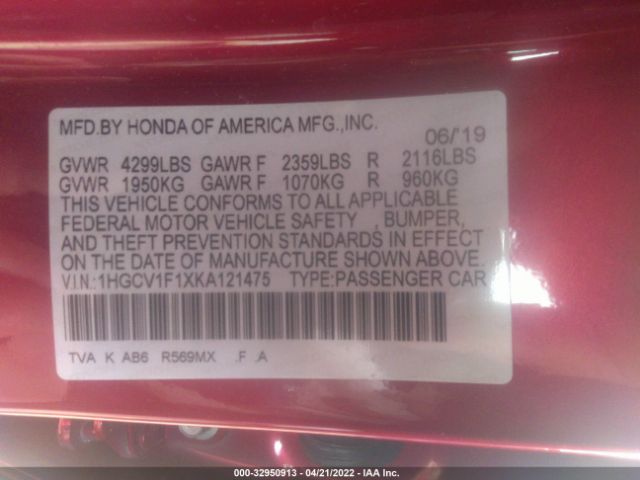 MFD.BY HONDA OF AMERICA MFG.,INC.
06/'19
GVWR 4299LBS GAWR F 2359LBS R 2116LBS
GVWR 1950KG GAWR F 1070KG R 960KG
THIS VEHICLE CONFORMS TO ALL APPLICABLE
FEDERAL MOTOR VEHICLE SAFETY , BUMPER,
AND THEFT PREVENTION STANDARDS IN EFFECT
ON THE DATE OF MANUFACTURE SHOWN ABOVE.
V.I.N.:1HGCV1F1XKA121475 TYPE:PASSENGER CAR
TVA K AB6 R569MX .F .A
000-32950913 - 04/21/2022 - IAA Inc.